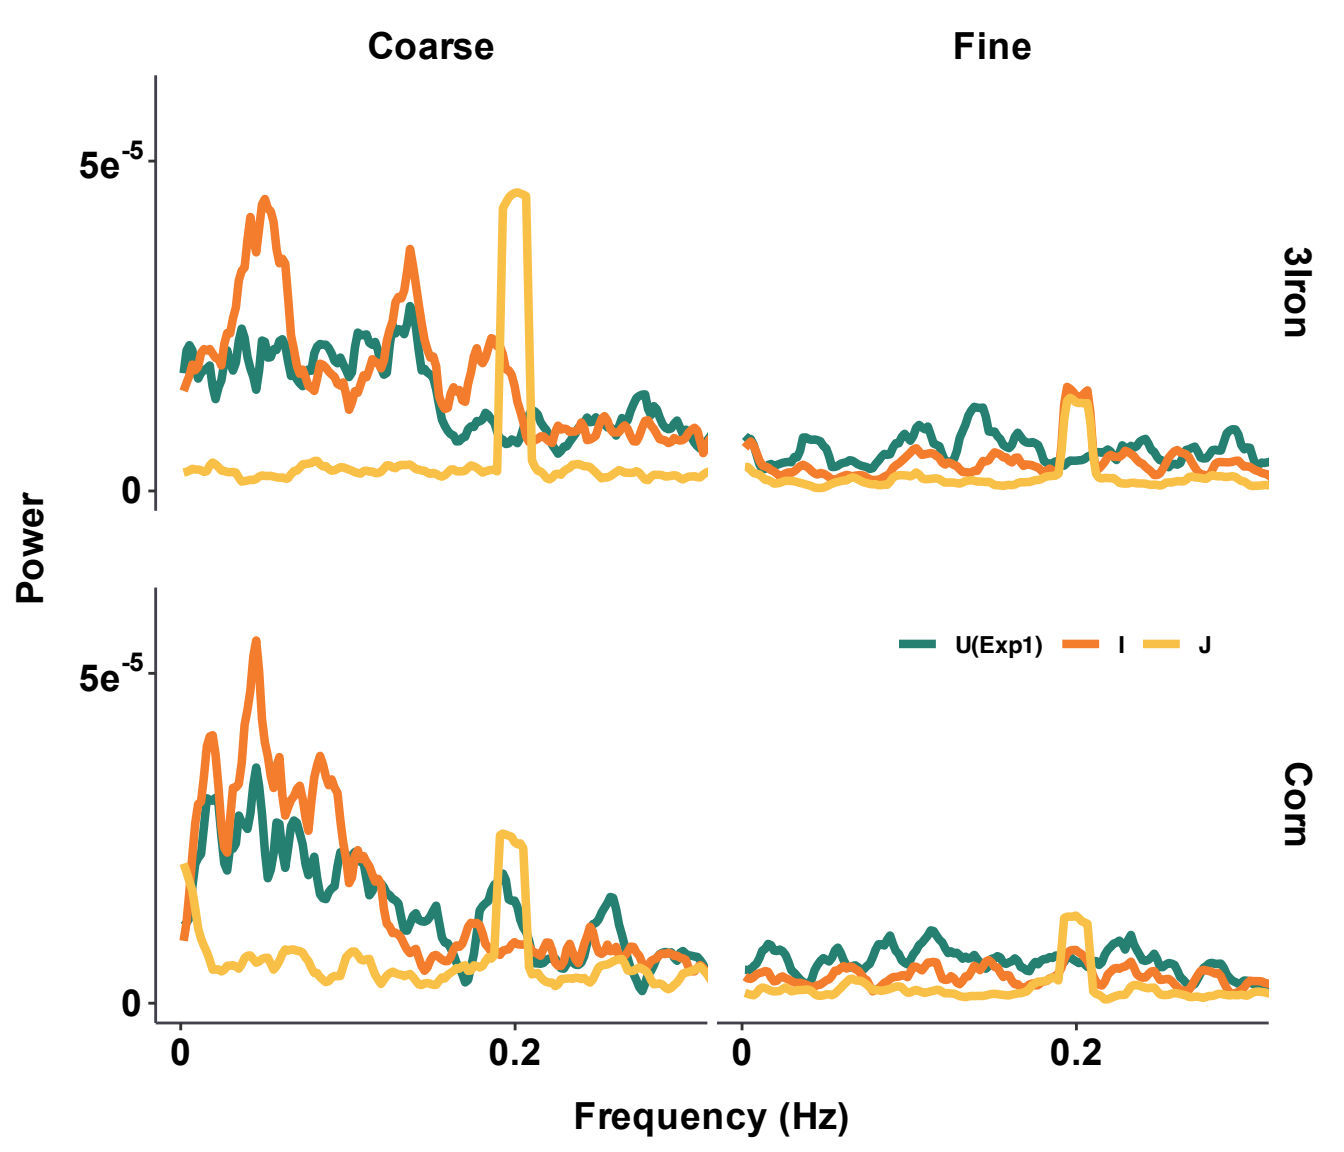 Coarse
Fine
5e-5
0
3Iron
Power
U(Exp1) I J
5e-5
0
Corn
0 0.2 0 0.2
Frequency (Hz)